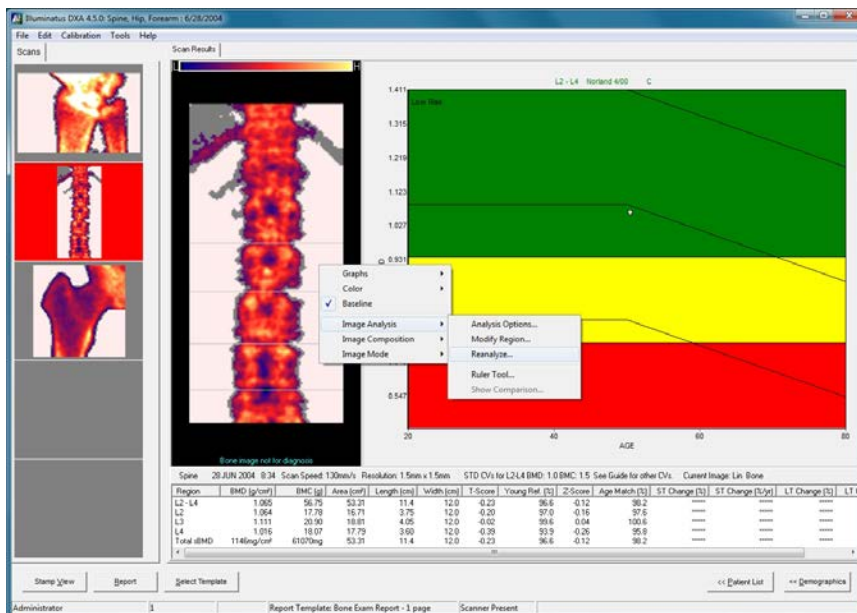 Illuminatus DXA 4.5.0: Spine, Hip, Forearm : 6/28/2004
File Edit Calibration Tools Help
Scans
Scan Results
L H
L2 - L4 Norland 4/00 C
Low Risk
1.411
1.315
1.219
1.123
1.027
0.931
0.547
20 40 60 80
AGE
Graphs
Color
Baseline
Image Analysis
Image Composition
Image Mode
Analysis Options...
Modify Region...
Reanalyze...
Ruler Tool...
Show Comparison...
Bone image not for diagnosis
Spine 28 JUN 2004 8:34 Scan Speed: 130mm/s Resolution: 1.5mm x 1.5mm STD CVs for L2-L4 BMD: 1.0 BMC: 1.5 See Guide for other CVs. Current Image: Lin Bone
Region BMD (g/cm²) BMC (g) Area (cm²) Length (cm) Width (cm) T-Score Young Ref. (%) Z-Score Age Match (%) ST Change (%) ST Change (%/yr) LT Change (%) LT
L2 - L4 1.065 56.75 53.31 11.4 12.0 -0.23 96.6 -0.12 98.2 ***** ***** *****
L2 1.064 17.78 16.71 3.75 12.0 -0.20 97.0 -0.16 97.6 ***** ***** *****
L3 1.111 20.90 18.81 4.05 12.0 -0.02 99.6 0.04 100.6 ***** ***** *****
L4 1.016 18.07 17.79 3.60 12.0 -0.39 93.9 -0.26 95.8 ***** ***** *****
Total sBMD 1146mg/cm² 61070mg 53.31 11.4 12.0 -0.23 96.6 -0.12 98.2 ***** ***** *****
Stamp View Report Select Template << Patient List << Demographics
Administrator 1 Report Template: Bone Exam Report - 1 page Scanner Present